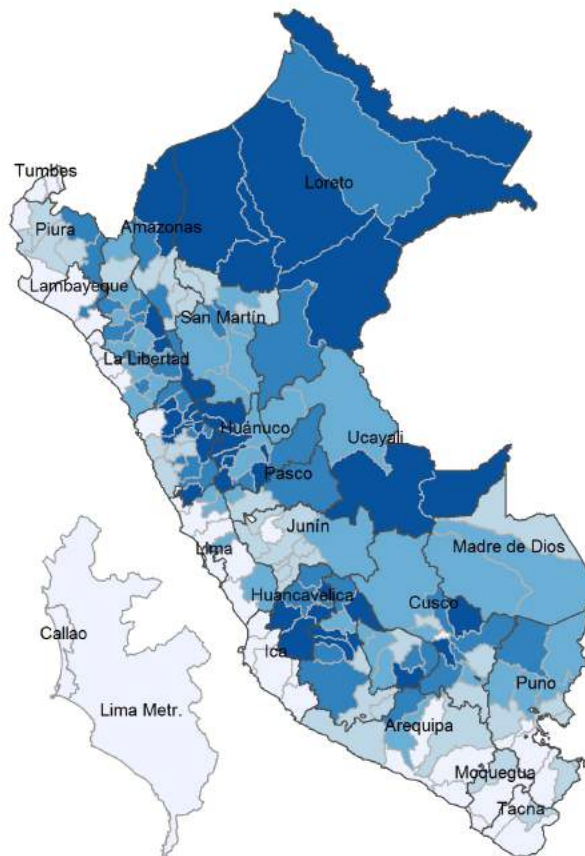 Tumbes
Loreto
Piura
Amazonas
Lambayeque
San Martín
La Libertad
Huánuco
Ucayali
Pasco
Junín
Lima
Madre de Dios
Huancavelica
Cusco
Callao
Ica
Puno
Lima Metr.
Arequipa
Moquegua
Tacna